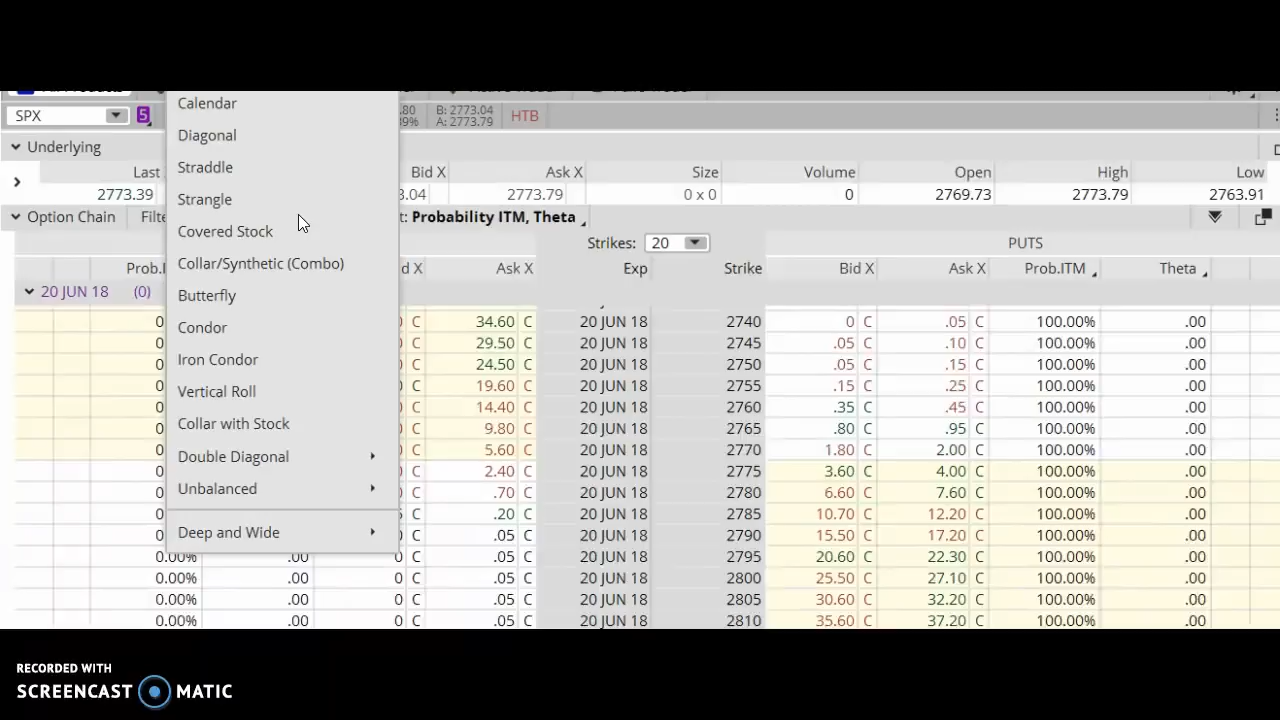 Calendar
SPX 5 .80 B: 2773.04 HTB
A: 2773.79
Diagonal
Underlying
Straddle
Last Bid X Ask X Size Volume Open High Low
2773.39 2773.79 0 x 0 0 2769.73 2773.79 2763.91
Strangle
Option Chain Probability ITM, Theta
Covered Stock
Strikes: 20 PUTS
Collar/Synthetic (Combo)
Ask X Exp Strike Bid X Ask X Prob.ITM Theta
20 JUN 18 (0)
Butterfly
34.60 C 20 JUN 18 2740 0 C .05 C 100.00% .00
Condor
29.50 C 20 JUN 18 2745 .05 C .10 C 100.00% .00
Iron Condor
24.50 C 20 JUN 18 2750 .05 C .15 C 100.00% .00
19.60 C 20 JUN 18 2755 .15 C .25 C 100.00% .00
Vertical Roll
14.40 C 20 JUN 18 2760 .35 C .45 C 100.00% .00
Collar with Stock
9.80 C 20 JUN 18 2765 .80 C .95 C 100.00% .00
5.60 C 20 JUN 18 2770 1.80 C 2.00 C 100.00% .00
Double Diagonal
2.40 C 20 JUN 18 2775 3.60 C 4.00 C 100.00% .00
Unbalanced
.70 C 20 JUN 18 2780 6.60 C 7.60 C 100.00% .00
.20 C 20 JUN 18 2785 10.70 C 12.20 C 100.00% .00
Deep and Wide
.05 C 20 JUN 18 2790 15.50 C 17.20 C 100.00% .00
0.00% .00 0 C .05 C 20 JUN 18 2795 20.60 C 22.30 C 100.00% .00
0.00% .00 0 C .05 C 20 JUN 18 2800 25.50 C 27.10 C 100.00% .00
0.00% .00 0 C .05 C 20 JUN 18 2805 30.60 C 32.20 C 100.00% .00
0.00% .00 0 C .05 C 20 JUN 18 2810 35.60 C 37.20 C 100.00% .00
RECORDED WITH
SCREENCAST MATIC